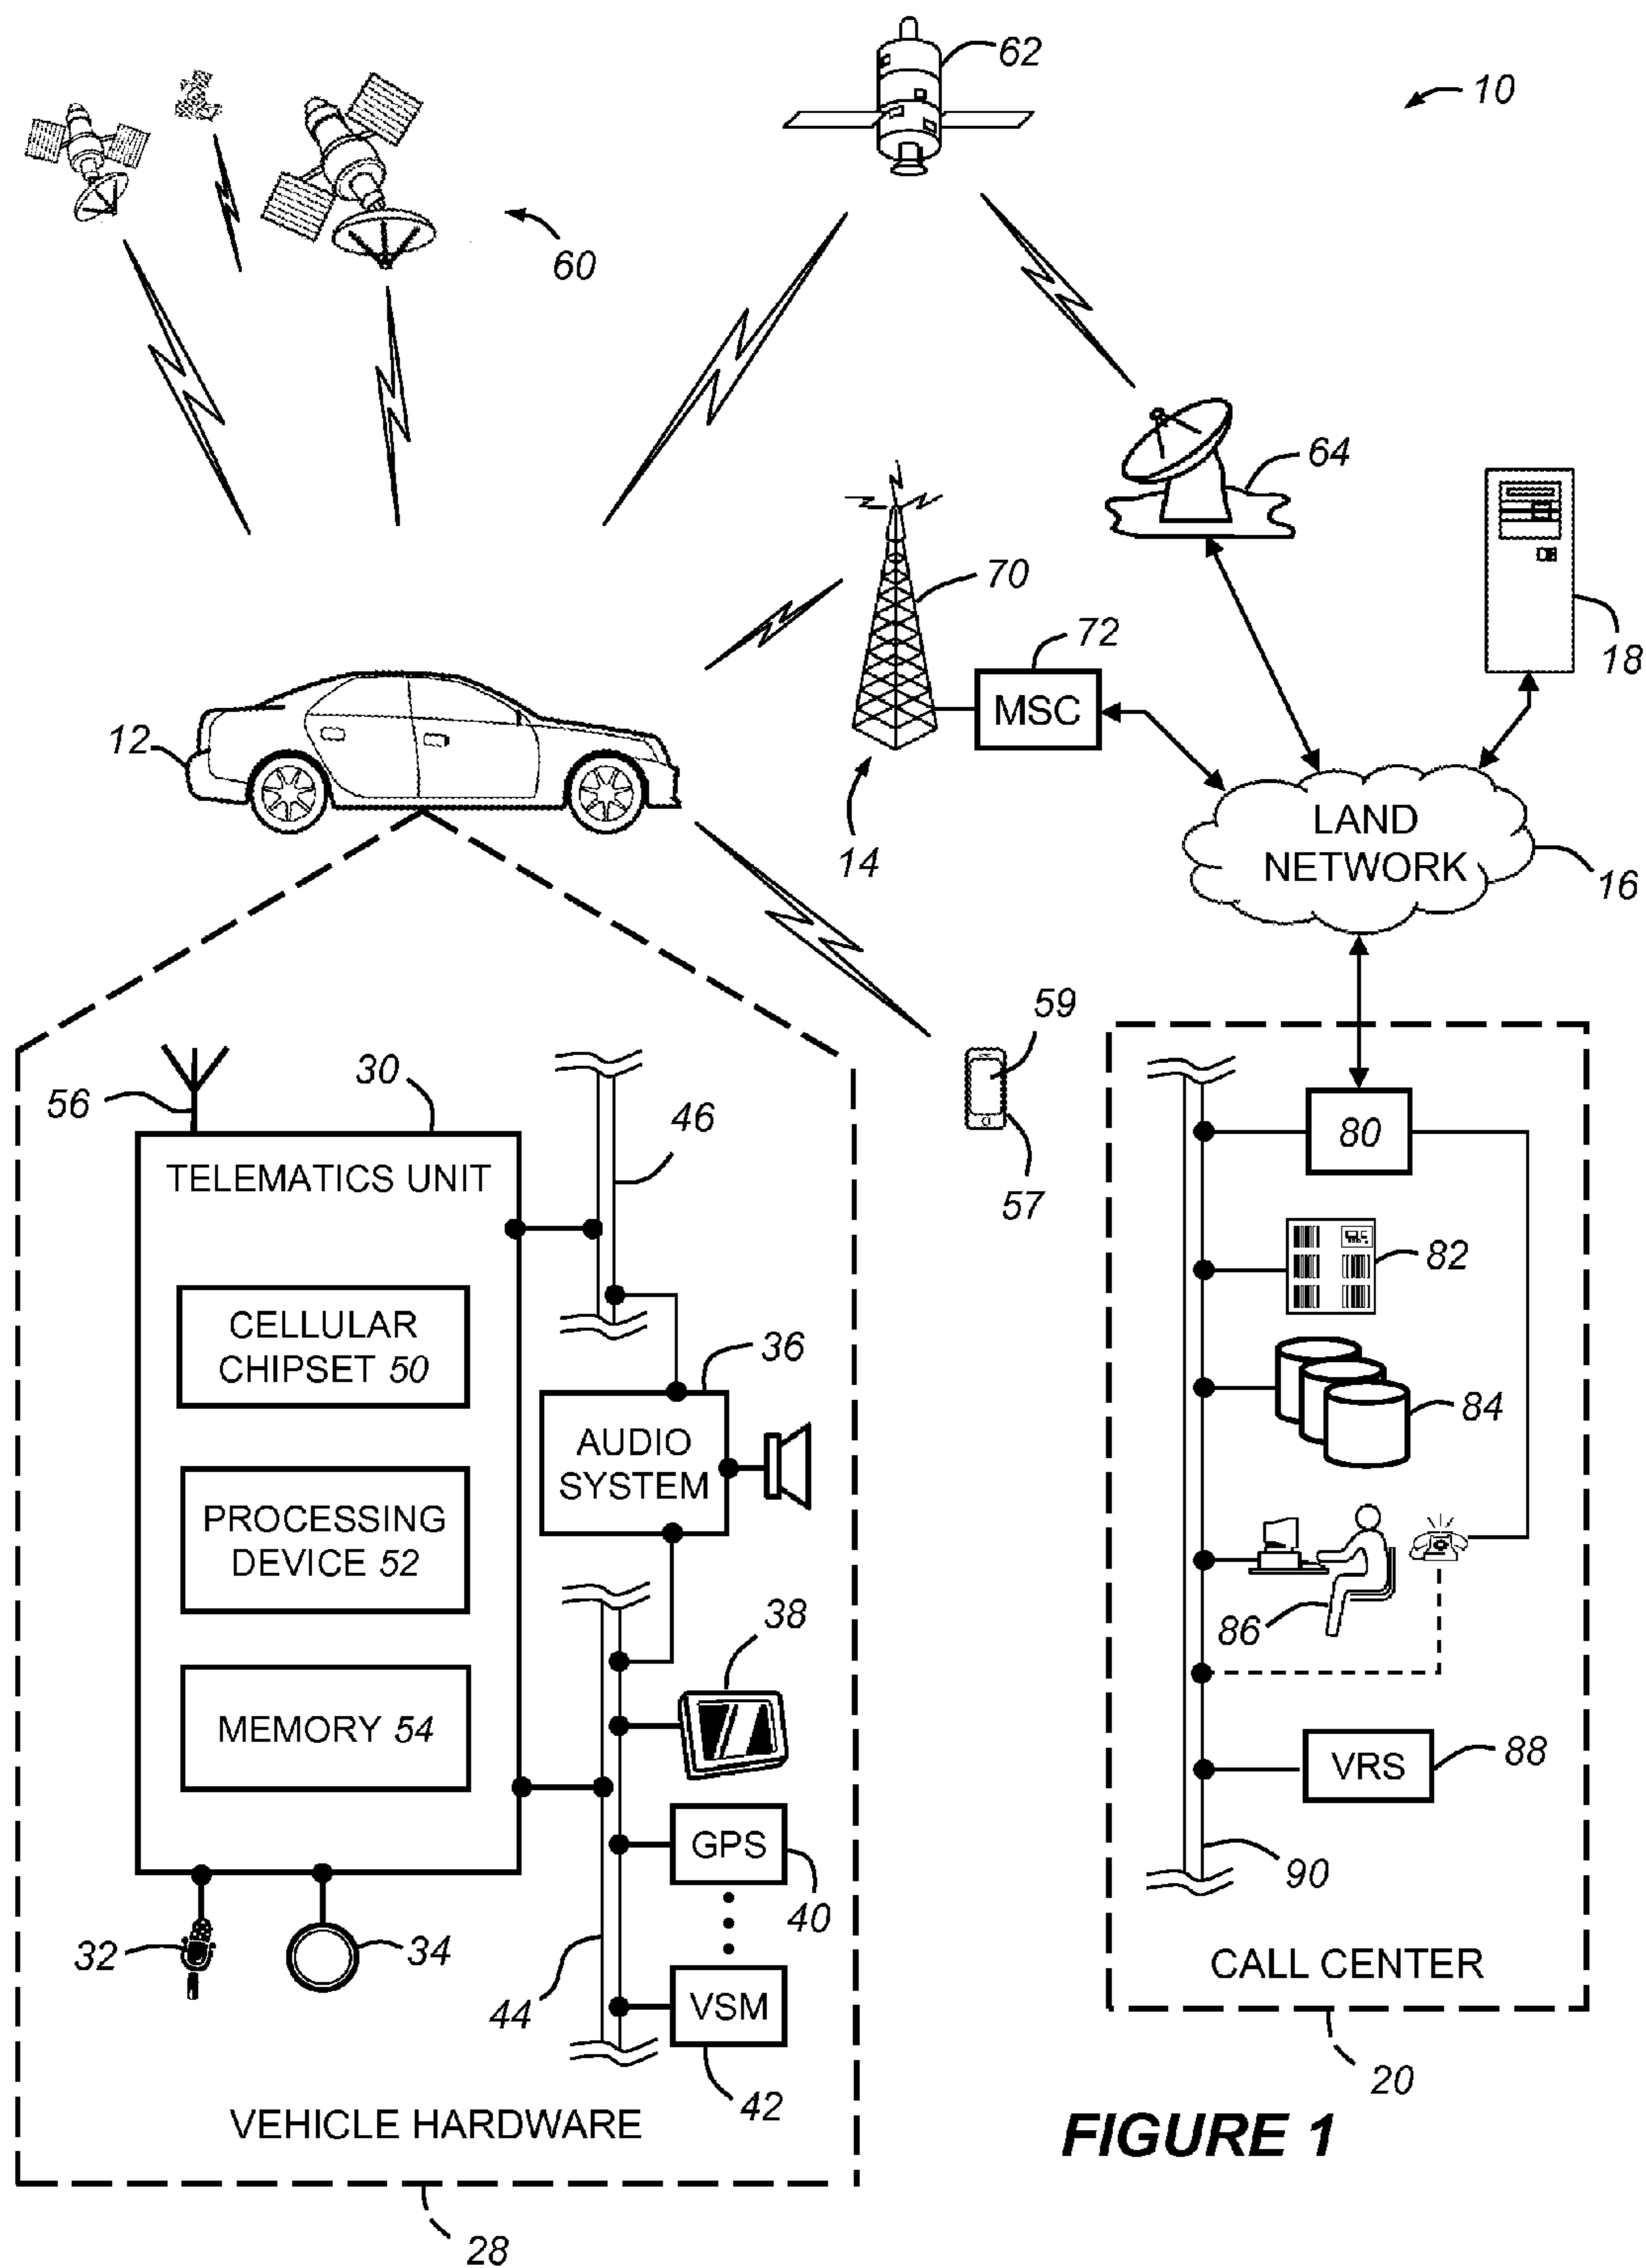 62
10
60
64
70
18
72
MSC
12
14
LAND
NETWORK
16
59
57
56
30
46
TELEMATICS UNIT
CELLULAR
CHIPSET 50
36
AUDIO
SYSTEM
PROCESSING
DEVICE 52
38
MEMORY 54
GPS
40
32
34
44
VSM
42
VEHICLE HARDWARE
28
80
82
84
86
VRS
88
90
CALL CENTER
20
FIGURE 1